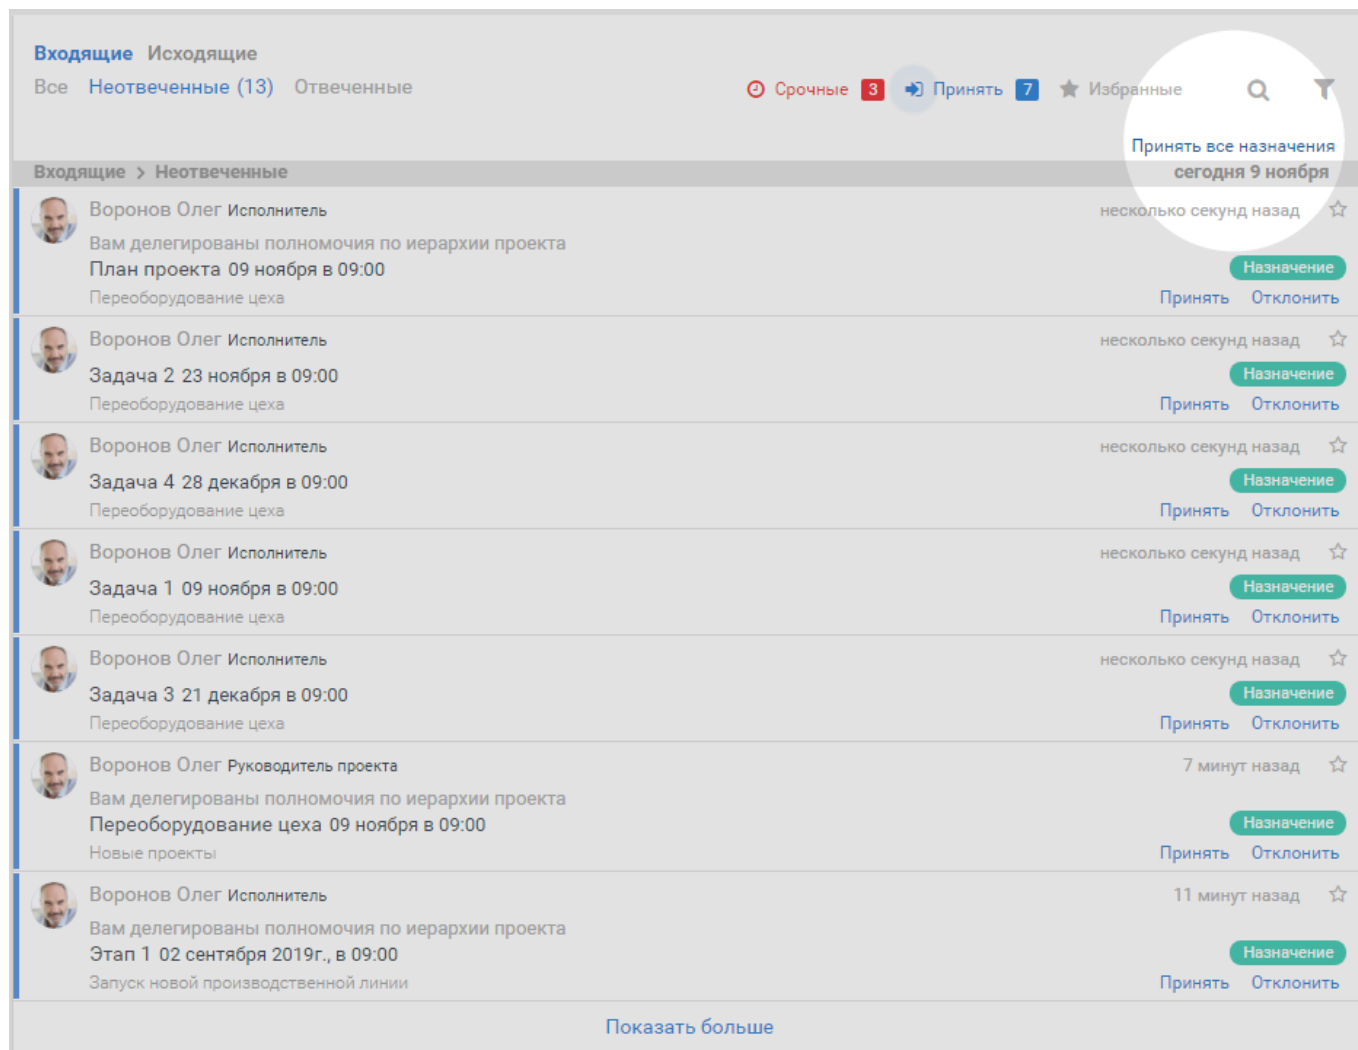 Входящие Исходящие
Все Неотвеченные (13) Отвеченные Срочные 3 Принять 7 Избранные
Принять все назначения
Входящие > Неотвеченные сегодня 9 ноября
Воронов Олег Исполнитель несколько секунд назад
Вам делегированы полномочия по иерархии проекта
План проекта 09 ноября в 09:00 Назначение
Переоборудование цеха Принять Отклонить
Воронов Олег Исполнитель несколько секунд назад
Задача 2 23 ноября в 09:00 Назначение
Переоборудование цеха Принять Отклонить
Воронов Олег Исполнитель несколько секунд назад
Задача 4 28 декабря в 09:00 Назначение
Переоборудование цеха Принять Отклонить
Воронов Олег Исполнитель несколько секунд назад
Задача 1 09 ноября в 09:00 Назначение
Переоборудование цеха Принять Отклонить
Воронов Олег Исполнитель несколько секунд назад
Задача 3 21 декабря в 09:00 Назначение
Переоборудование цеха Принять Отклонить
Воронов Олег Руководитель проекта 7 минут назад
Вам делегированы полномочия по иерархии проекта
Переоборудование цеха 09 ноября в 09:00 Назначение
Новые проекты Принять Отклонить
Воронов Олег Исполнитель 11 минут назад
Вам делегированы полномочия по иерархии проекта
Этап 1 02 сентября 2019г., в 09:00 Назначение
Запуск новой производственной линии Принять Отклонить
Показать больше